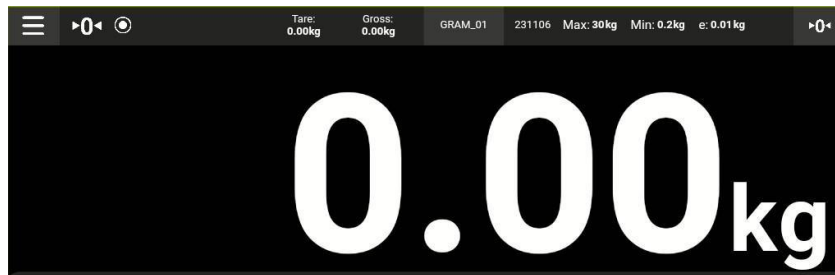 ▸0◂
Tare:
0.00kg
Gross:
0.00kg
GRAM_01
231106
Max: 30kg Min: 0.2kg e: 0.01kg
▸0◂
0.00kg